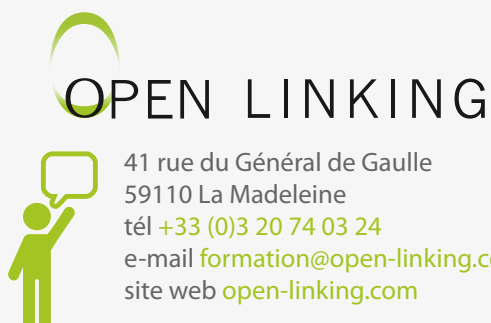 OPEN LINKING
41 rue du Général de Gaulle
59110 La Madeleine
tél +33 (0)3 20 74 03 24
e-mail formation@open-linking.co
site web open-linking.com